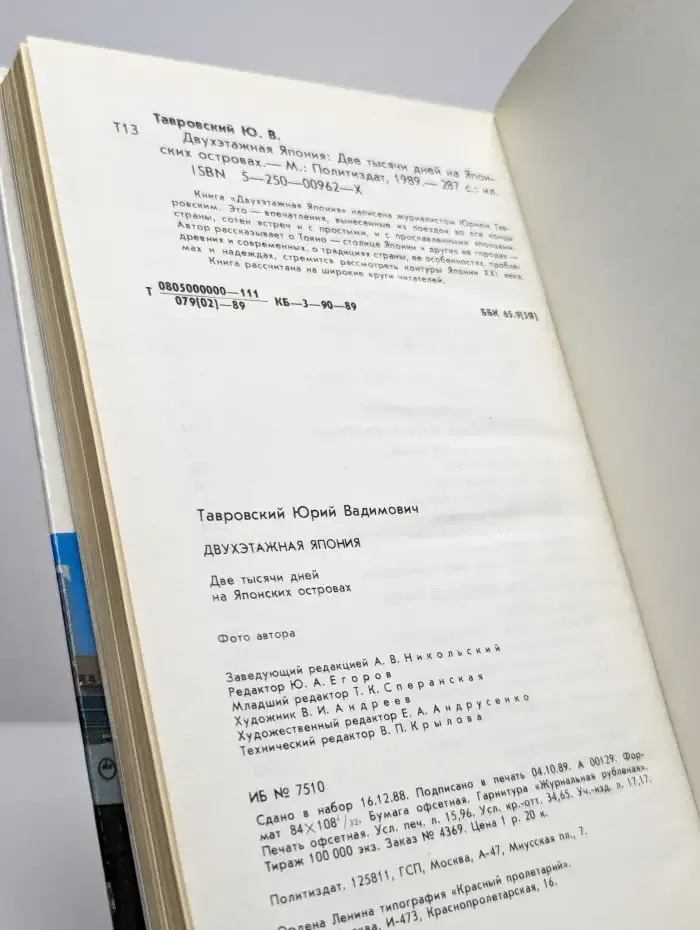 Тавровский Ю. В.
Т13
Двухэтажная Япония: Две тысячи дней на Япон-
ских островах.— М.: Политиздат, 1989.— 287 с.: ил.
ISBN 5—250—00962—X
Книга «Двухэтажная Япония» написана журналистом Юрием Тав-
ровским. Это — впечатления, вынесенные из поездок во все концы
страны, сотен встреч и с простыми, и с прославленными японцами.
Автор рассказывает о Токио — столице Японии и других ее городах —
древних и современных, о традициях страны, ее особенностях, пробле-
мах и надеждах, стремится рассмотреть контуры Японии XXI века.
Книга рассчитана на широкие круги читателей.
Т 0805000000—111
079(02)—89 КБ—3—90—89
ББК 65.9(5Я)
Тавровский Юрий Вадимович
ДВУХЭТАЖНАЯ ЯПОНИЯ
Две тысячи дней
на Японских островах
Фото автора
Заведующий редакцией А. В. Никольский
Редактор Ю. А. Егоров
Младший редактор Т. К. Сперанская
Художник В. И. Андреев
Художественный редактор Е. А. Андрусенко
Технический редактор В. П. Крылова
ИБ № 7510
Сдано в набор 16.12.88. Подписано в печать 04.10.89. А 00129. Фор-
мат 84×108 1/32. Бумага офсетная. Гарнитура «Журнальная рубленая».
Печать офсетная. Усл. печ. л. 15,96. Усл. кр.-отт. 34,65. Уч.-изд. л. 17,17.
Тираж 100 000 экз. Заказ № 4369. Цена 1 р. 20 к.
Политиздат. 125811, ГСП, Москва, А-47, Миусская пл., 7.
Ордена Ленина типография «Красный пролетарий».
И-473, Краснопролетарская, 16.